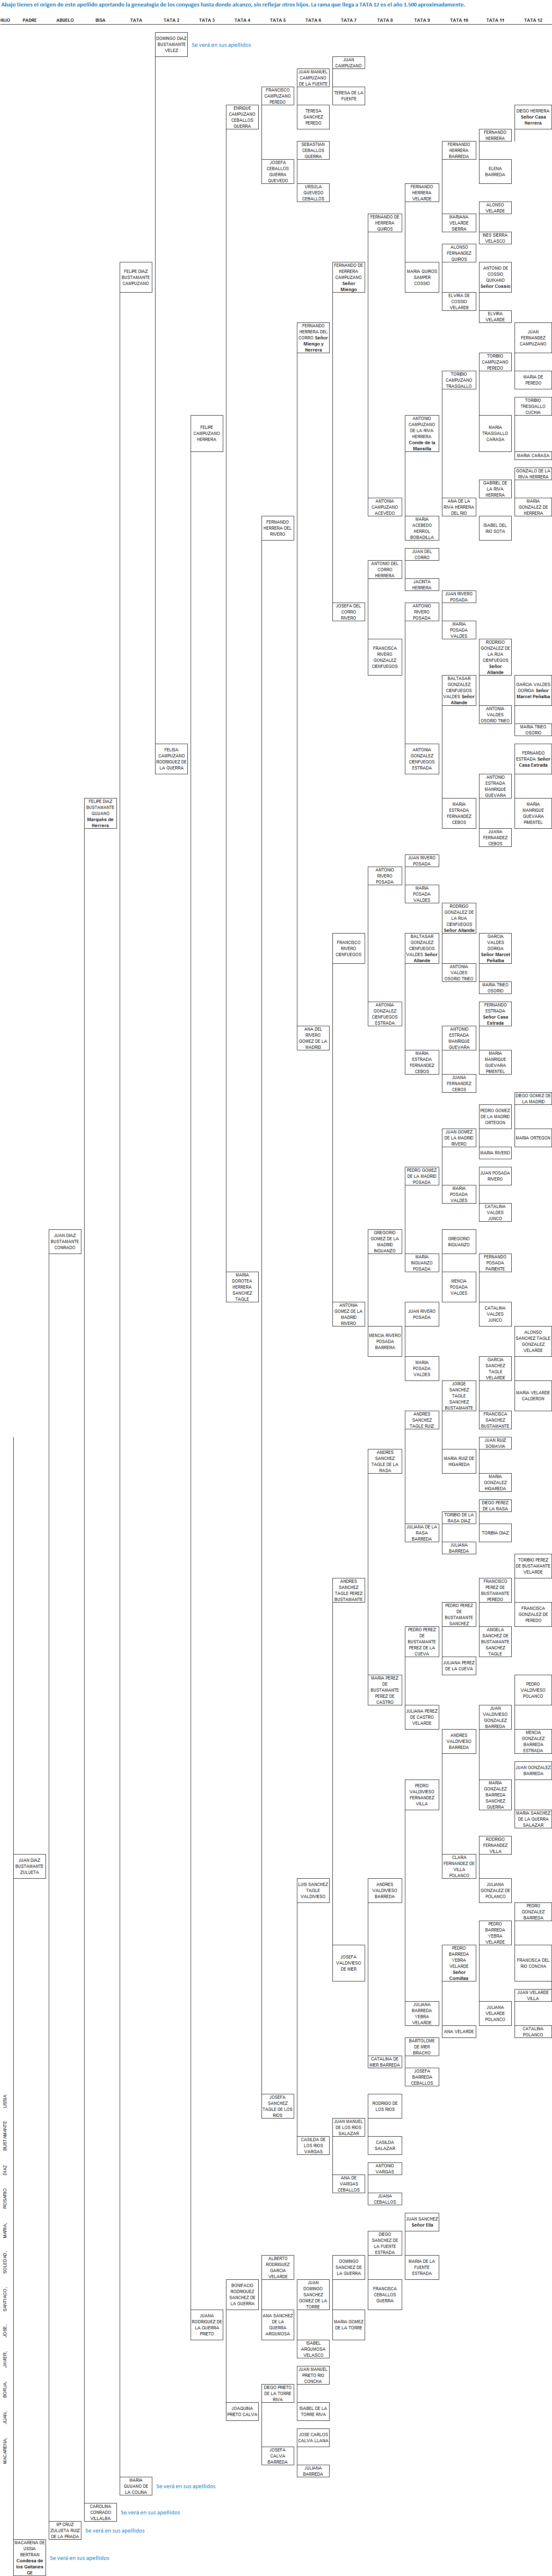 Abajo tienes el origen de este apellido aportando la genealogia de los conyuges hasta donde alcanzo, sin reflejar otros hijos. La rama que llega a TATA 12 es el año 1.500 aproximadamente.
HIJO PADRE ABUELO BISA TATA TATA 2 TATA 3 TATA 4 TATA 5 TATA 6 TATA 7 TATA 8 TATA 9 TATA 10 TATA 11 TATA 12
DOMINGO DIAZ
BUSTAMANTE
VELEZ
Se verá en sus apellidos
JUAN
CAMPUZANO
JUAN MANUEL
CAMPUZANO
DE LA FUENTE
FRANCISCO
CAMPUZANO
PEREDO
TERESA DE LA
FUENTE
ENRIQUE
CAMPUZANO
CEBALLOS
GUERRA
TERESA
SANCHEZ
PEREDO
DIEGO HERRERA
Señor Casa
Herrera
FERNANDO
HERRERA
SEBASTIAN
CEBALLOS
GUERRA
FERNANDO
HERRERA
BARREDA
JOSEFA
CEBALLOS
GUERRA
QUEVEDO
ELENA
BARREDA
URSULA
QUEVEDO
CEBALLOS
FERNANDO
HERRERA
VELARDE
ALONSO
VELARDE
FERNANDO DE
HERRERA
QUIROS
MARIANA
VELARDE
SIERRA
INES SIERRA
VELASCO
ALONSO
FERNANDEZ
QUIROS
FELIPE DIAZ
BUSTAMANTE
CAMPUZANO
FERNANDO DE
HERRERA
CAMPUZANO
Señor
Miengo
MARIA QUIROS
SAMPER
COSSIO
ANTONIO DE
COSSIO
QUIXANO
Señor Cossio
ELVIRA DE
COSSIO
VELARDE
ELVIRA
VELARDE
FERNANDO
HERRERA DEL
CORRO Señor
Miengo y
Herrera
JUAN
FERNANDEZ
CAMPUZANO
TORIBIO
CAMPUZANO
PEREDO
TORIBIO
CAMPUZANO
TRASGALLO
MARIA DE
PEREDO
TORIBIO
TRESGALLO
CUCHA
FELIPE
CAMPUZANO
HERRERA
ANTONIO
CAMPUZANO
DE LA RIVA
HERRERA
Conde de la
Mansilla
MARIA
TRASGALLO
CARASA
MARIA CARASA
GONZALO DE LA
RIVA HERRERA
GABRIEL DE
LA RIVA
HERRERA
ANTONIA
CAMPUZANO
ACEVEDO
ANA DE LA
RIVA HERRERA
DEL RIO
MARIA
GONZALEZ DE
HERRERA
FERNANDO
HERRERA DEL
RIVERO
MARIA
ACEBEDO
HERROL
BOBADILLA
ISABEL DEL
RIO SOTA
JUAN DEL
CORRO
ANTONIO DEL
CORRO
HERRERA
JACINTA
HERRERA
JUAN RIVERO
POSADA
JOSEFA DEL
CORRO
RIVERO
ANTONIO
RIVERO
POSADA
MARIA
POSADA
VALDES
FRANCISCA
RIVERO
GONZALEZ
CIENFUEGOS
RODRIGO
GONZALEZ DE
LA RUA
CIENFUEGOS
Señor
Allande
BALTASAR
GONZALEZ
CIENFUEGOS
VALDES Señor
Allande
GARCIA VALDES
DORIGA Señor
Marcel Peñalba
ANTONIA
VALDES
OSORIO TINEO
MARIA TINEO
OSORIO
FELISA
CAMPUZANO
RODRIGUEZ DE
LA GUERRA
ANTONIA
GONZALEZ
CIENFUEGOS
ESTRADA
FERNANDO
ESTRADA Señor
Casa Estrada
ANTONIO
ESTRADA
MANRIQUE
GUEVARA
FELIPE DIAZ
BUSTAMANTE
QUIJANO
Marqués de
Herrera
MARIA
ESTRADA
FERNANDEZ
CEBOS
MARIA
MANRIQUE
GUEVARA
PIMENTEL
JUANA
FERNANDEZ
CEBOS
JUAN RIVERO
POSADA
ANTONIO
RIVERO
POSADA
MARIA
POSADA
VALDES
RODRIGO
GONZALEZ DE
LA RUA
CIENFUEGOS
Señor Allande
FRANCISCO
RIVERO
CIENFUEGOS
BALTASAR
GONZALEZ
CIENFUEGOS
VALDES Señor
Allande
GARCIA
VALDES
DORIGA
Señor Marcel
Peñalba
ANTONIA
VALDES
OSORIO TINEO
MARIA TINEO
OSORIO
ANTONIA
GONZALEZ
CIENFUEGOS
ESTRADA
FERNANDO
ESTRADA
Señor Casa
Estrada
ANA DEL
RIVERO
GOMEZ DE LA
MADRID
ANTONIO
ESTRADA
MANRIQUE
GUEVARA
MARIA
ESTRADA
FERNANDEZ
CEBOS
MARIA
MANRIQUE
GUEVARA
PIMENTEL
JUANA
FERNANDEZ
CEBOS
DIEGO GOMEZ DE
LA MADRID
PEDRO GOMEZ
DE LA MADRID
ORTEGON
JUAN GOMEZ
DE LA MADRID
RIVERO
MARIA ORTEGON
MARIA RIVERO
PEDRO GOMEZ
DE LA MADRID
POSADA
JUAN POSADA
RIVERO
MARIA
POSADA
VALDES
CATALINA
VALDES
JUNCO
JUAN DIAZ
BUSTAMANTE
CONRADO
GREGORIO
GOMEZ DE LA
MADRID
INGUANZO
GREGORIO
INGUANZO
MARIA
INGUANZO
POSADA
FERNANDO
POSADA
PARIENTE
MARIA
DOROTEA
HERRERA
SANCHEZ
TAGLE
MENCIA
POSADA
VALDES
ANTONIA
GOMEZ DE LA
MADRID
RIVERO
JUAN RIVERO
POSADA
CATALINA
VALDES
JUNCO
MENCIA RIVERO
POSADA
BARRERA
ALONSO
SANCHEZ TAGLE
GONZALEZ
VELARDE
MARIA
POSADA
VALDES
GARCIA
SANCHEZ
TAGLE
VELARDE
JORGE
SANCHEZ
TAGLE
SANCHEZ
BUSTAMANTE
MARIA VELARDE
CALDERON
ANDRES
SANCHEZ
TAGLE RUIZ
FRANCISCA
SANCHEZ
BUSTAMANTE
JUAN RUIZ
SOMAVIA
ANDRES
SANCHEZ
TAGLE DE LA
RASA
MARIA RUIZ DE
HIGAREDA
MARIA
GONZALEZ
HIGAREDA
DIEGO PEREZ
DE LA RASA
TORIBIO DE LA
RASA DIAZ
JULIANA DE LA
RASA
BARREDA
TORIBIA DIAZ
JULIANA
BARREDA
TORIBIO PEREZ
DE BUSTAMANTE
VELARDE
ANDRES
SANCHEZ
TAGLE PEREZ
BUSTAMANTE
FRANCISCO
PEREZ DE
BUSTAMANTE
PEREDO
PEDRO PEREZ
DE
BUSTAMANTE
SANCHEZ
FRANCISCA
GONZALEZ DE
PEREDO
PEDRO PEREZ
DE
BUSTAMANTE
PEREZ DE LA
CUEVA
ANGELA
SANCHEZ DE
BUSTAMANTE
SANCHEZ
TAGLE
JULIANA PEREZ
DE LA CUEVA
MARIA PEREZ
DE
BUSTAMANTE
PEREZ DE
CASTRO
PEDRO
VALDIVIESO
POLANCO
JULIANA PEREZ
DE CASTRO
VELARDE
JUAN
VALDIVIESO
GONZALEZ
BARREDA
ANDRES
VALDIVIESO
BARREDA
MENCIA
GONZALEZ
BARREDA
ESTRADA
JUAN GONZALEZ
BARREDA
PEDRO
VALDIVIESO
FERNANDEZ
VILLA
MARIA
GONZALEZ
BARREDA
SANCHEZ
GUERRA
MARIA SANCHEZ
DE LA GUERRA
SALAZAR
RODRIGO
FERNANDEZ
VILLA
JUAN DIAZ
BUSTAMANTE
ZULUETA
CLARA
FERNANDEZ DE
VILLA
POLANCO
LUIS SANCHEZ
TAGLE
VALDIVIESO
ANDRES
VALDIVIESO
BARREDA
JULIANA
GONZALEZ DE
POLANCO
PEDRO
GONZALEZ
BARREDA
PEDRO
BARREDA
YEBRA
VELARDE
JOSEFA
VALDIVIESO
DE MIER
PEDRO
BARREDA
YEBRA
VELARDE
Señor
Comillas
FRANCISCA DEL
RIO CONCHA
JUAN VELARDE
VILLA
JULIANA
BARREDA
YEBRA
VELARDE
JULIANA
VELARDE
POLANCO
ANA VELARDE
CATALINA
POLANCO
BARTOLOME
DE MIER
BRACHO
CATALINA DE
MIER BARREDA
JOSEFA
BARREDA
CEBALLOS
JOSEFA
SANCHEZ
TAGLE DE LOS
RIOS
RODRIGO DE
LOS RIOS
JUAN MANUEL
DE LOS RIOS
SALAZAR
CASILDA DE
LOS RIOS
VARGAS
CASILDA
SALAZAR
ANTONIO
VARGAS
ANA DE
VARGAS
CEBALLOS
JUANA
CEBALLOS
JUAN SANCHEZ
Señor Elia
DIEGO
SANCHEZ DE
LA FUENTE
ESTRADA
ALBERTO
RODRIGUEZ
GARCIA
VELARDE
DOMINGO
SANCHEZ DE
LA GUERRA
MARIA DE LA
FUENTE
ESTRADA
BONIFACIO
RODRIGUEZ
SANCHEZ DE
LA GUERRA
JUAN
DOMINGO
SANCHEZ
GOMEZ DE LA
TORRE
FRANCISCA
CEBALLOS
GUERRA
JUANA
RODRIGUEZ DE
LA GUERRA
PRIETO
ANA SANCHEZ
DE LA
GUERRA
ARGUMOSA
MARIA GOMEZ
DE LA TORRE
ISABEL
ARGUMOSA
VELASCO
JUAN MANUEL
PRIETO RIO
CONCHA
DIEGO PRIETO
DE LA TORRE
RIVA
JOAQUINA
PRIETO CALVA
ISABEL DE LA
TORRE RIVA
JOSE CARLOS
CALVA LLANA
JOSEFA
CALVA
BARREDA
JULIANA
BARREDA
MACARENA, JUAN, BORJA, JAVIER, JOSE, SANTIAGO, SOLEDAD, MARIA, ROSARIO DIAZ BUSTAMANTE USSIA
MARIA
QUIJANO DE
LA COLINA
Se verá en sus apellidos
CAROLINA
CONRADO
VILLALBA
Se verá en sus apellidos
Mª CRUZ
ZULUETA RUIZ
DE LA PRADA
Se verá en sus apellidos
MACARENA DE
USSIA
BERTRAN
Condesa de
los Gaitanes
GE
Se verá en sus apellidos